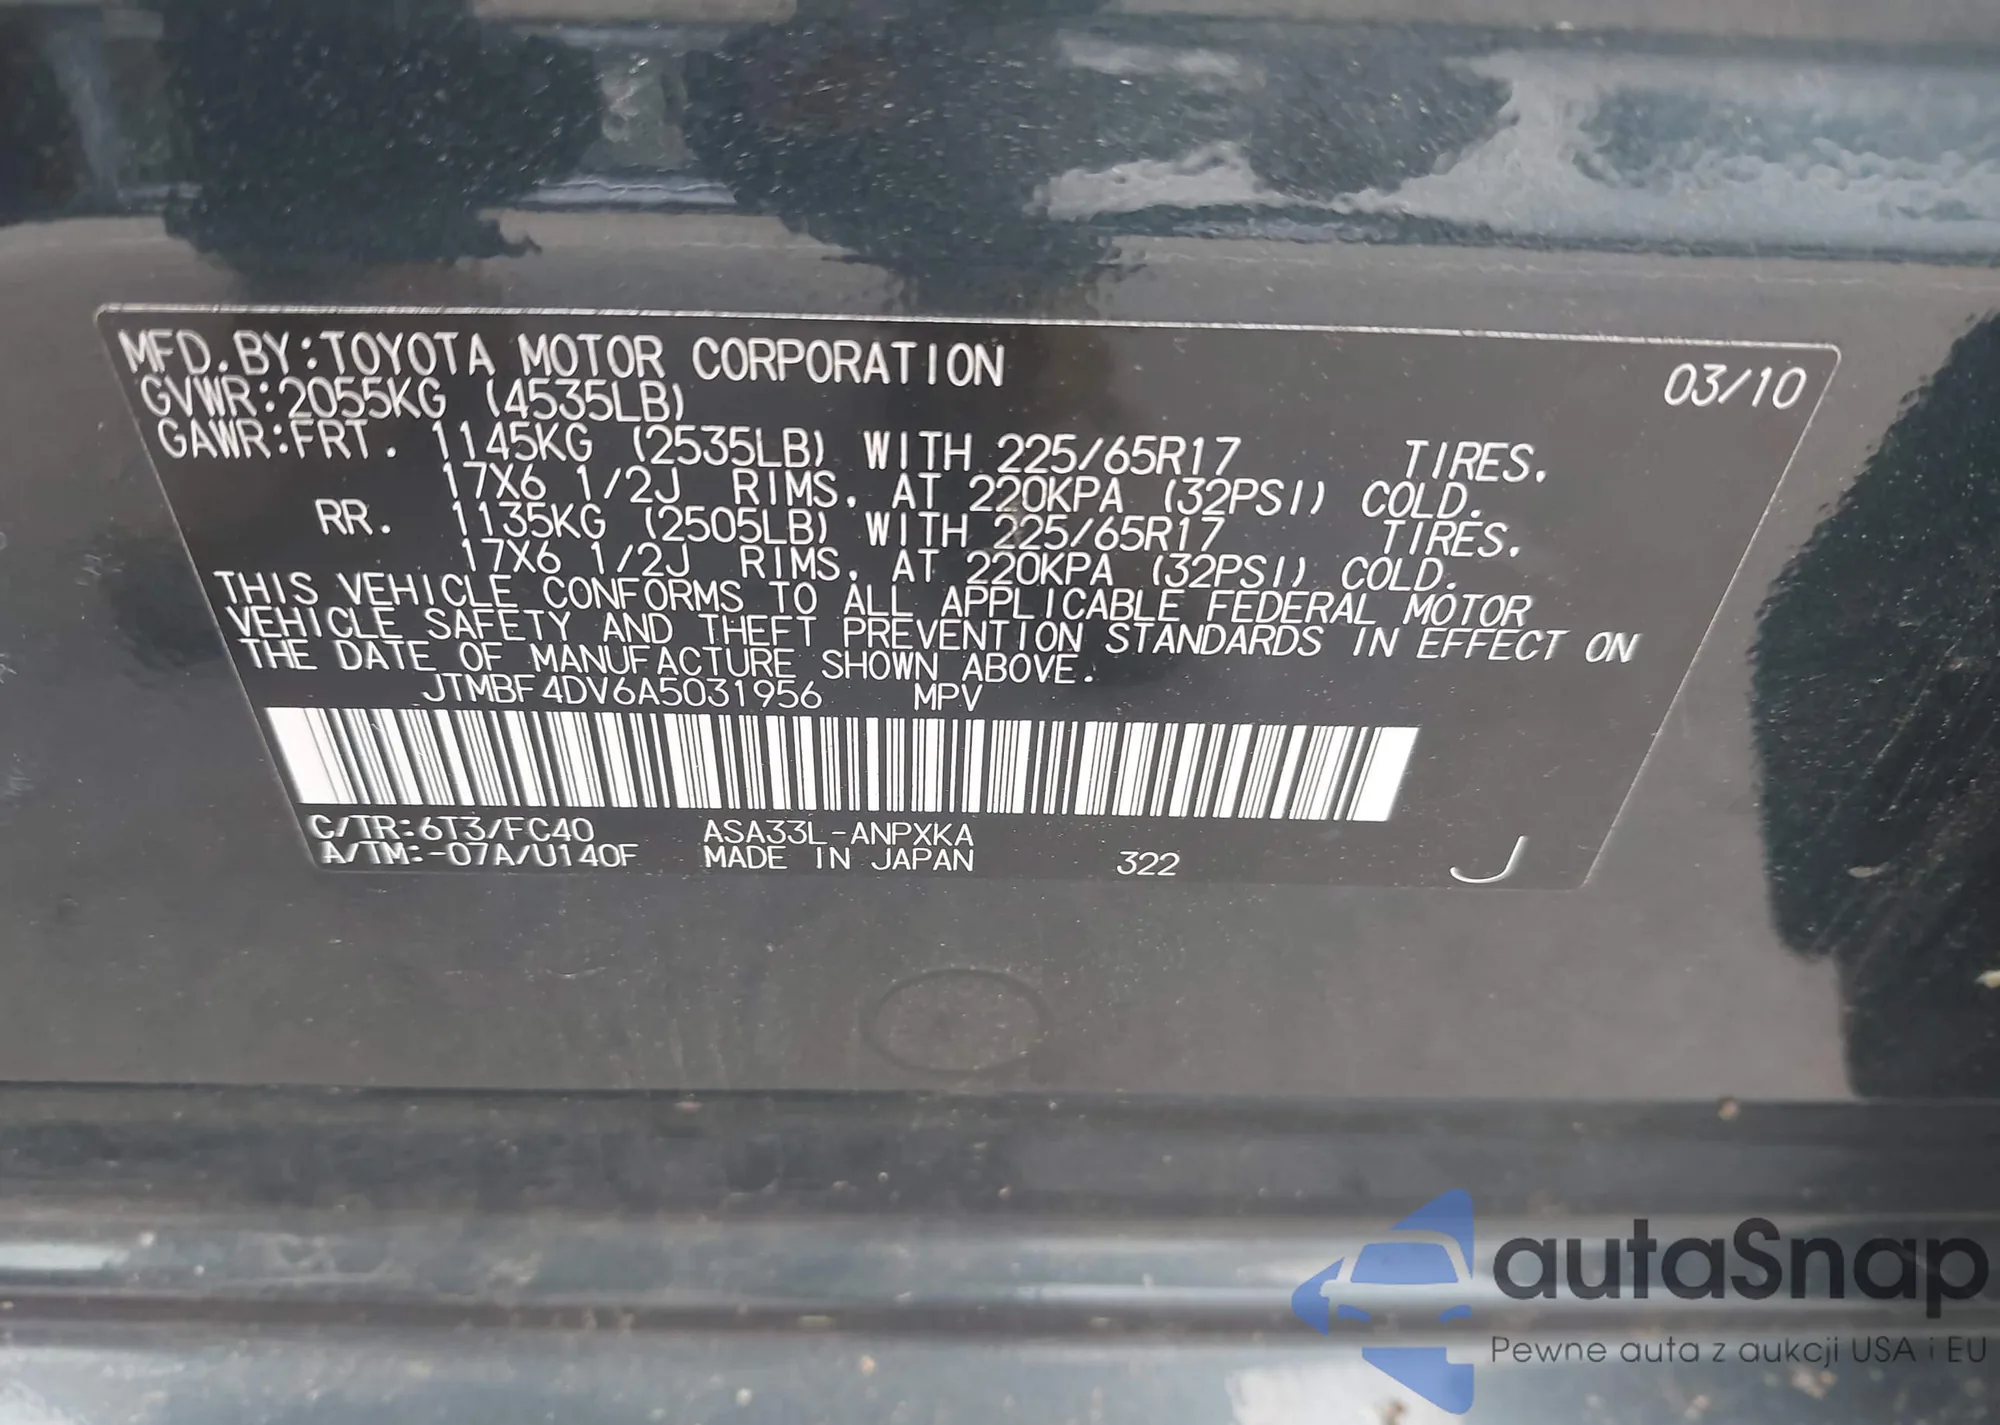 MFD.BY:TOYOTA MOTOR CORPORATION 03/10
GVWR:2055KG (4535LB)
GAWR:FRT. 1145KG (2535LB) WITH 225/65R17 TIRES.
17X6 1/2J RIMS, AT 220KPA (32PSI) COLD.
RR. 1135KG (2505LB) WITH 225/65R17 TIRES.
17X6 1/2J RIMS, AT 220KPA (32PSI) COLD.
THIS VEHICLE CONFORMS TO ALL APPLICABLE FEDERAL MOTOR
VEHICLE SAFETY AND THEFT PREVENTION STANDARDS IN EFFECT ON
THE DATE OF MANUFACTURE SHOWN ABOVE.
JTMBF4DV6A5031956 MPV
C/TR:6T3/FC40 ASA33L-ANPXKA
A/TM:-07A/U140F MADE IN JAPAN 322 J
autaSnap
Pewne auta z aukcji USA i EU